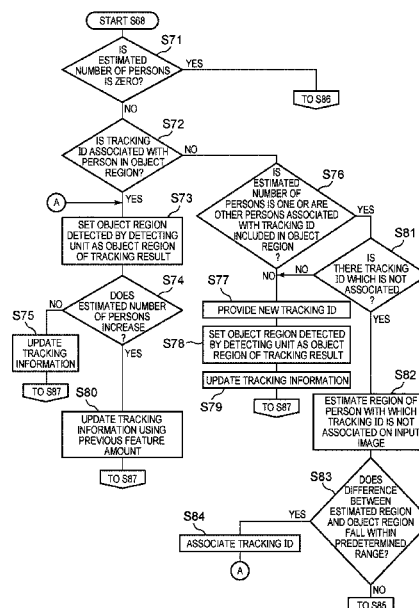 START S68
S71
IS
ESTIMATED
NUMBER OF PERSONS
IS ZERO?
YES
TO S86
NO
S72
IS TRACKING
ID ASSOCIATED WITH
PERSON IN OBJECT
REGION?
NO
YES
A
S73
SET OBJECT REGION
DETECTED BY DETECTING
UNIT AS OBJECT REGION
OF TRACKING RESULT
S74
DOES
ESTIMATED NUMBER
OF PERSONS
INCREASE
?
NO
YES
S75
UPDATE
TRACKING
INFORMATION
TO S87
S80
UPDATE TRACKING
INFORMATION USING
PREVIOUS FEATURE
AMOUNT
TO S87
S76
IS
ESTIMATED
NUMBER OF
PERSONS IS ONE OR ARE
OTHER PERSONS ASSOCIATED
WITH TRACKING ID
INCLUDED IN OBJECT
REGION
?
YES
NO
S77
PROVIDE NEW TRACKING ID
S78
SET OBJECT REGION DETECTED
BY DETECTING UNIT AS OBJECT
REGION OF TRACKING RESULT
UPDATE TRACKING INFORMATION
S79
TO S87
S81
IS
THERE TRACKING
ID WHICH IS NOT
ASSOCIATED
?
NO
YES
S82
ESTIMATE REGION OF
PERSON WITH WHICH
TRACKING ID IS NOT
ASSOCIATED ON INPUT
IMAGE
S83
DOES
DIFFERENCE
BETWEEN
ESTIMATED REGION
AND OBJECT REGION
FALL WITHIN
PREDETERMINED
RANGE?
YES
S84
ASSOCIATE TRACKING ID
A
NO
TO S85